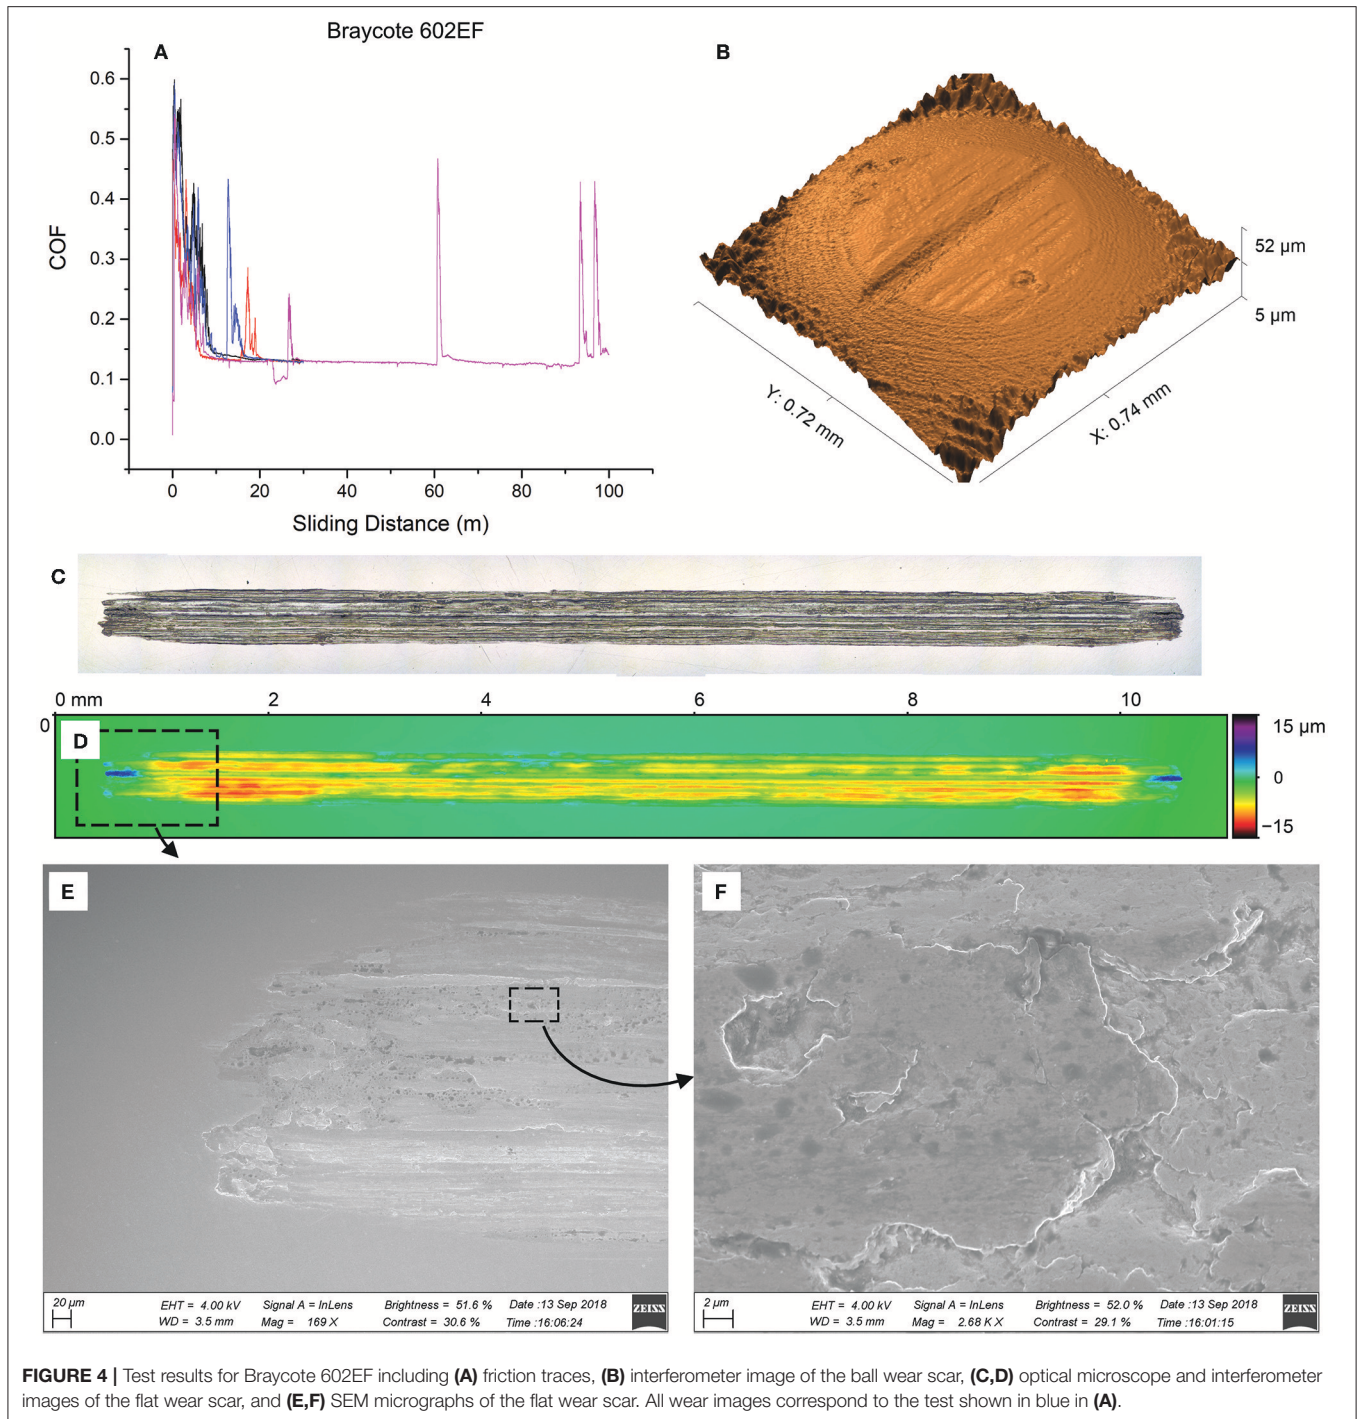 Braycote 602EF
A
B
0.6
0.5
0.4
0.3
0.2
0.1
0.0
COF
0 20 40 60 80 100
Sliding Distance (m)
52 µm
5 µm
Y: 0.72 mm
X: 0.74 mm
C
0 mm 2 4 6 8 10
0
D
15 µm
0
−15
E
F
20 µm EHT = 4.00 kV Signal A = InLens Brightness = 51.6 % Date :13 Sep 2018 ZEISS
WD = 3.5 mm Mag = 169 X Contrast = 30.6 % Time :16:06:24
2 µm EHT = 4.00 kV Signal A = InLens Brightness = 52.0 % Date :13 Sep 2018 ZEISS
WD = 3.5 mm Mag = 2.68 K X Contrast = 29.1 % Time :16:01:15
FIGURE 4 | Test results for Braycote 602EF including (A) friction traces, (B) interferometer image of the ball wear scar, (C,D) optical microscope and interferometer
images of the flat wear scar, and (E,F) SEM micrographs of the flat wear scar. All wear images correspond to the test shown in blue in (A).